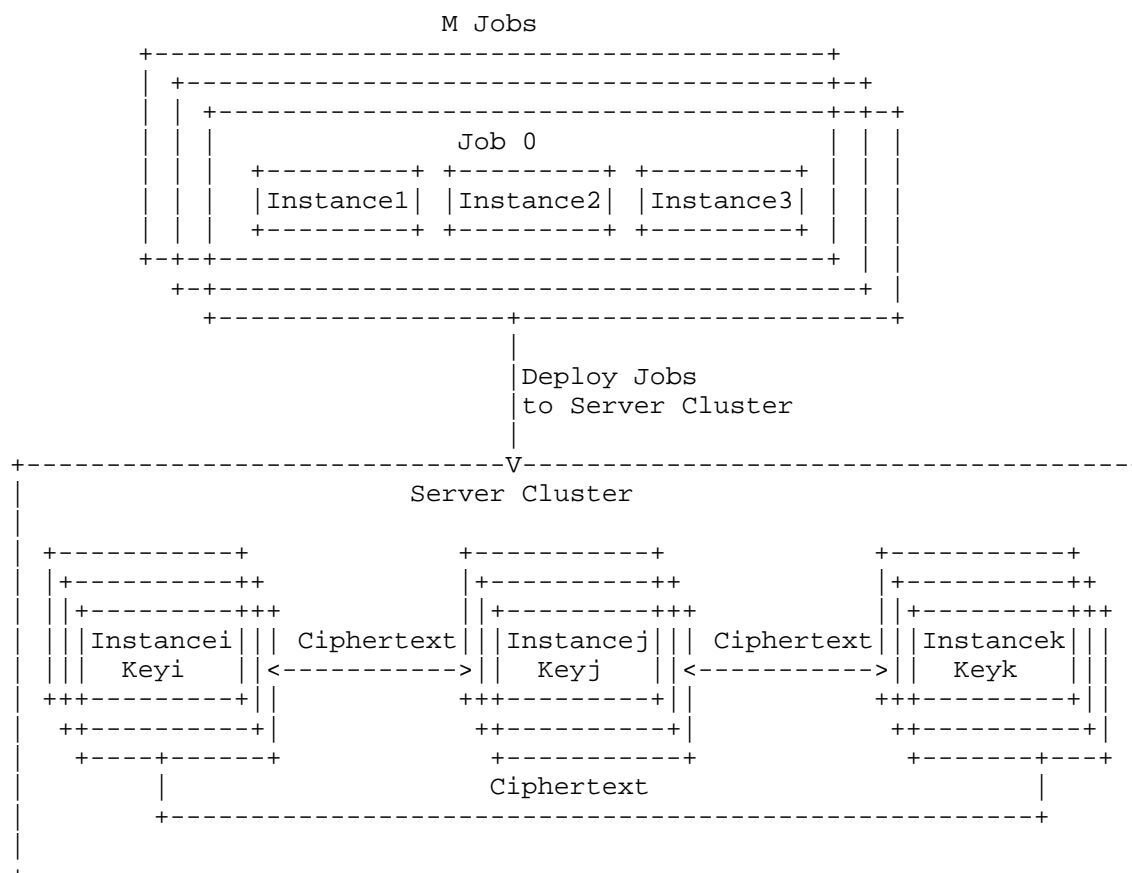 M Jobs
Job 0
Instance1 Instance2 Instance3
Deploy Jobs
to Server Cluster
Server Cluster
Instancei Ciphertext Instancej Ciphertext Instancek
Keyi Keyj Keyk
Ciphertext